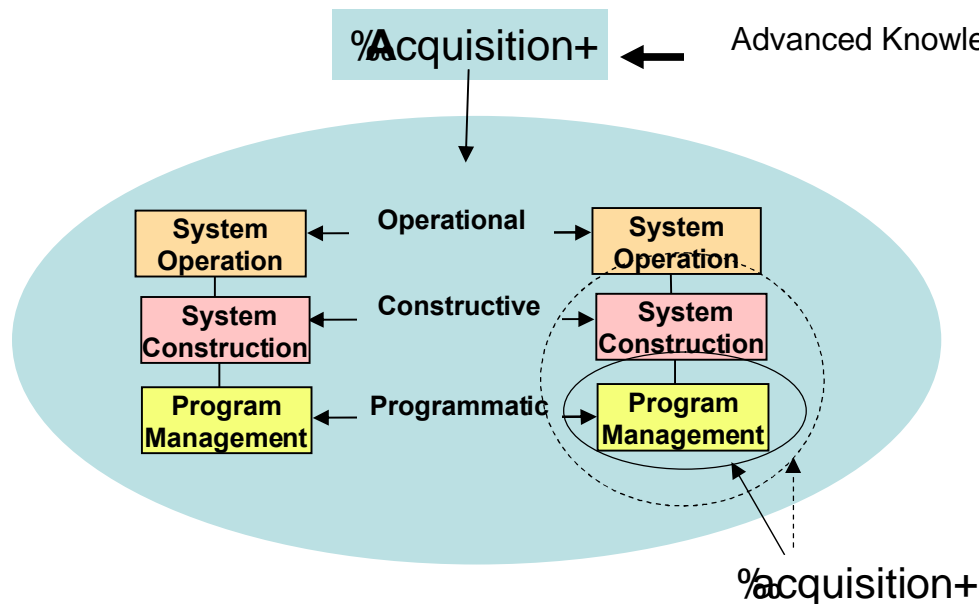 ‰Acquisition+
Advanced Knowle
System
Operation
Operational
System
Operation
System
Construction
Constructive
System
Construction
Program
Management
Programmatic
Program
Management
‰acquisition+